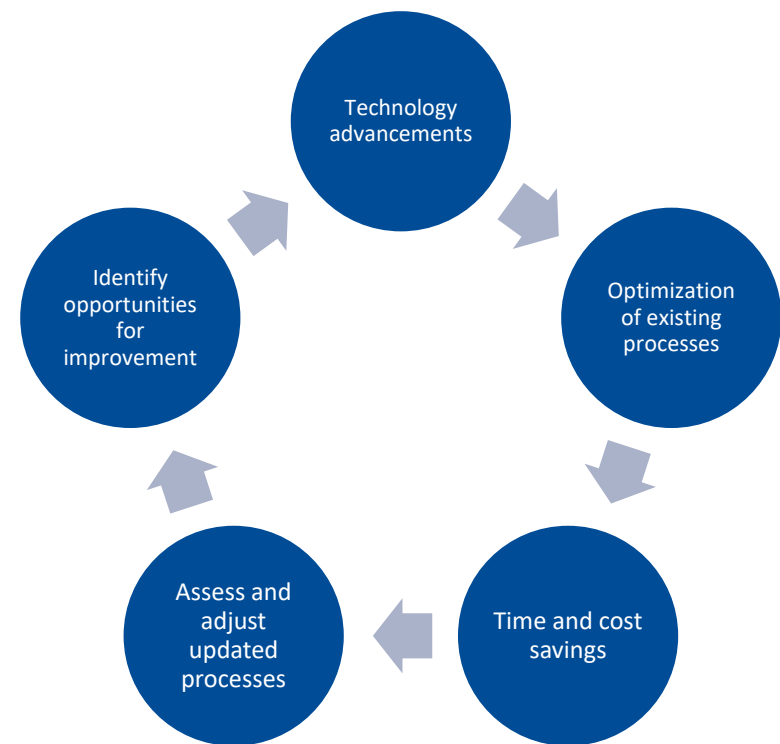 Technology
advancements
Optimization
of existing
processes
Time and cost
savings
Assess and
adjust
updated
processes
Identify
opportunities
for
improvement